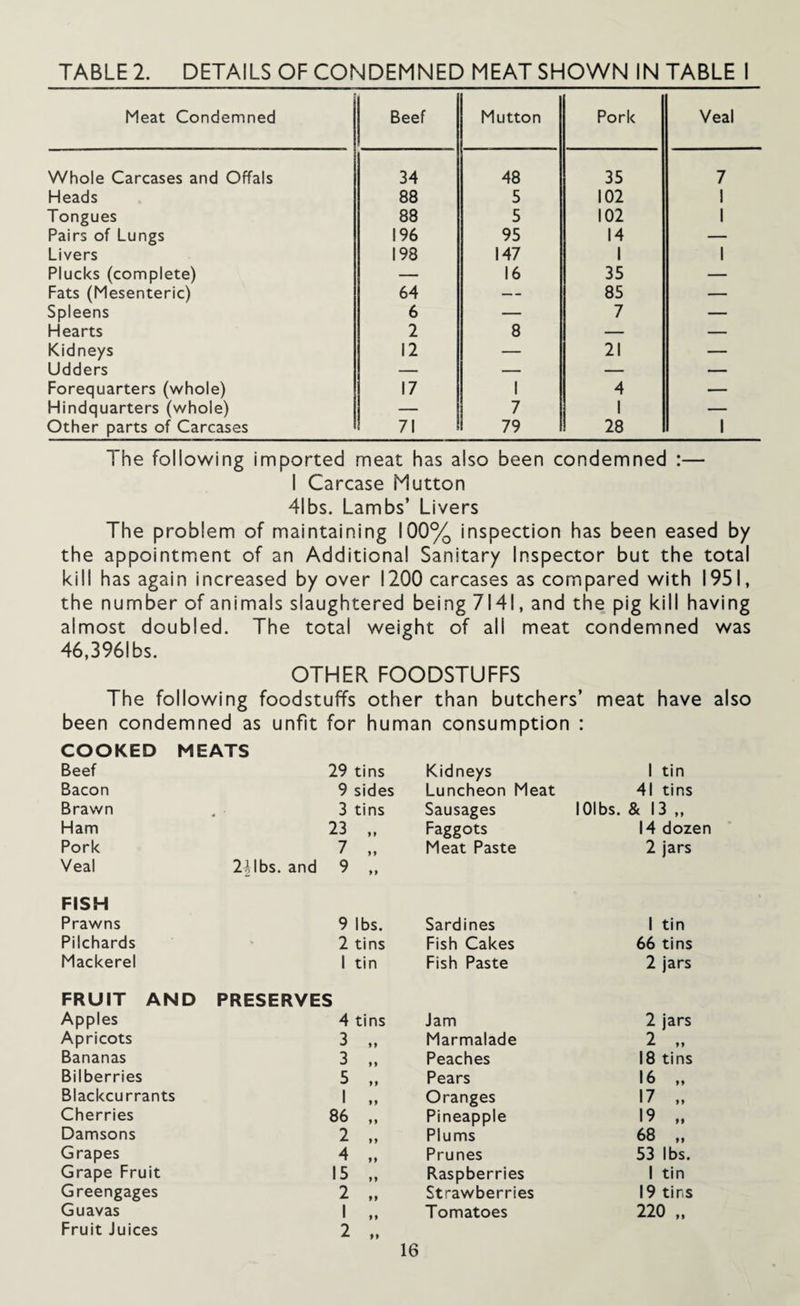 TABLE 2. DETAILS OF CONDEMNED MEAT SHOWN IN TABLE I
Meat Condemned Beef Mutton Pork Veal
Whole Carcases and Offals 34 48 35 7
Heads 88 5 102 1
Tongues 88 5 102 1
Pairs of Lungs 196 95 14 —
Livers 198 147 1 1
Plucks (complete) — 16 35 —
Fats (Mesenteric) 64 — 85 —
Spleens 6 — 7 —
Hearts 2 8 — —
Kidneys 12 — 21 —
Udders — — — —
Forequarters (whole) 17 1 4 —
Hindquarters (whole) — 7 1 —
Other parts of Carcases 71 79 28 1
The following imported meat has also been condemned :—
1 Carcase Mutton
4lbs. Lambs' Livers
The problem of maintaining 100% inspection has been eased by
the appointment of an Additional Sanitary Inspector but the total
kill has again increased by over 1200 carcases as compared with 1951,
the number of animals slaughtered being 7141, and the pig kill having
almost doubled. The total weight of all meat condemned was
46,396lbs.
OTHER FOODSTUFFS
The following foodstuffs other than butchers' meat have also
been condemned as unfit for human consumption :
COOKED MEATS
Beef 29 tins Kidneys 1 tin
Bacon 9 sides Luncheon Meat 41 tins
Brawn 3 tins Sausages 101lbs. & 13 ,,
Ham 23 ,, Faggots 14 dozen
Pork 7 ,, Meat Paste 2 jars
Veal 2½lbs. and 9 ,,
FISH
Prawns 9 lbs. Sardines 1 tin
Pilchards 2 tins Fish Cakes 66 tins
Mackerel 1 tin Fish Paste 2 jars
FRUIT AND PRESERVES
Apples 4 tins Jam 2 jars
Apricots 3 ,, Marmalade 2 ,,
Bananas 3 ,, Peaches 18 tins
Bilberries 5 ,, Pears 16 ,,
Blackcurrants 1 ,, Oranges 17 ,,
Cherries 86 ,, Pineapple 19 ,,
Damsons 2 ,, Plums 68 ,,
Grapes 4 ,, Prunes 53 lbs.
Grape Fruit 15 ,, Raspberries 1 tin
Greengages 2 ,, Strawberries 19 tins
Guavas 1 ,, Tomatoes 220 ,,
Fruit Juices 2 ,,
16